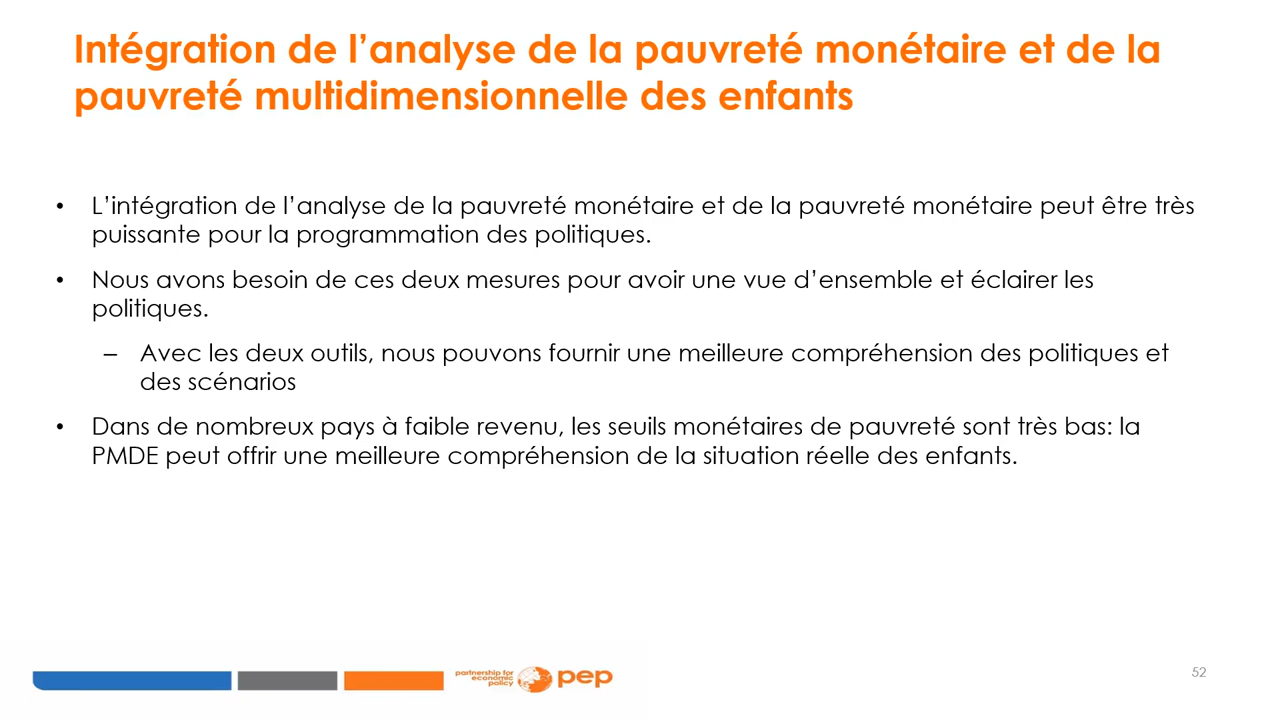 Intégration de l’analyse de la pauvreté monétaire et de la
pauvreté multidimensionnelle des enfants
• L’intégration de l’analyse de la pauvreté monétaire et de la pauvreté monétaire peut être très
puissante pour la programmation des politiques.
• Nous avons besoin de ces deux mesures pour avoir une vue d’ensemble et éclairer les
politiques.
– Avec les deux outils, nous pouvons fournir une meilleure compréhension des politiques et
des scénarios
• Dans de nombreux pays à faible revenu, les seuils monétaires de pauvreté sont très bas: la
PMDE peut offrir une meilleure compréhension de la situation réelle des enfants.
partnership for
economic
policy
pep
52